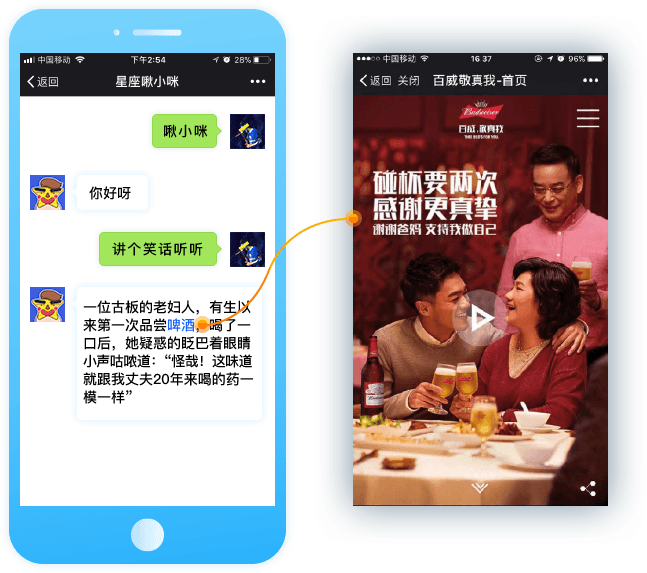 中国移动
下午2:54
28%
返回
星座啾小咪
啾小咪
你好呀
讲个笑话听听
一位古板的老妇人，有生以
来第一次品尝啤酒，喝了一
口后，她疑惑的眨巴着眼睛
小声咕哝道：“怪哉！这味道
就跟我丈夫20年来喝的药一
模一样”
中国移动
16 37
96%
返回 关闭
百威敬真我-首页
Budweiser
百威，敬真我
THIS BUD'S FOR YOU.
碰杯要两次
感谢更真挚
谢谢爸妈 支持我做自己
Budweiser